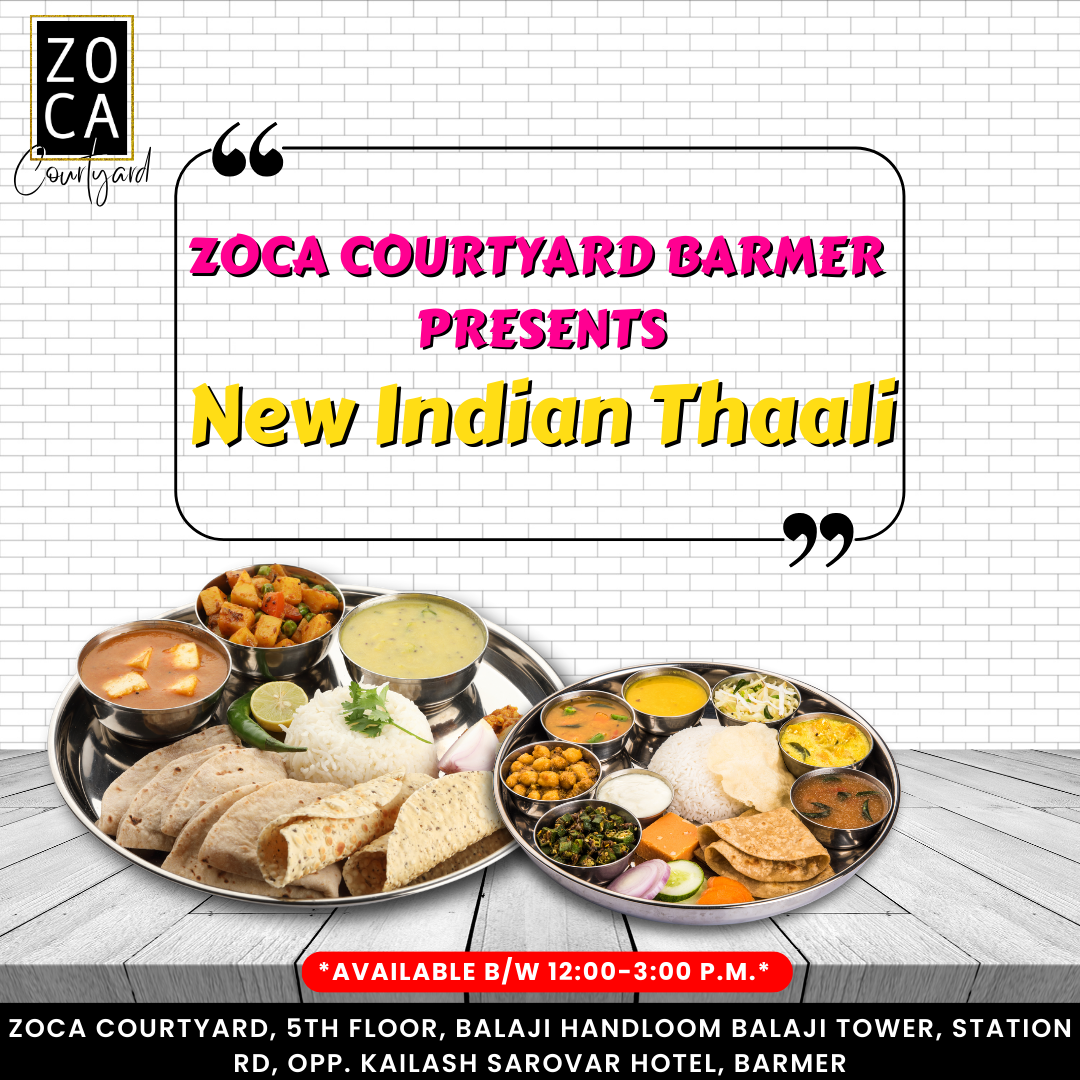 ZO
CA
Courtyard
ZOCA COURTYARD BARMER
PRESENTS
New Indian Thaali
*AVAILABLE B/W 12:00-3:00 P.M.*
ZOCA COURTYARD, 5TH FLOOR, BALAJI HANDLOOM BALAJI TOWER, STATION
RD, OPP. KAILASH SAROVAR HOTEL, BARMER